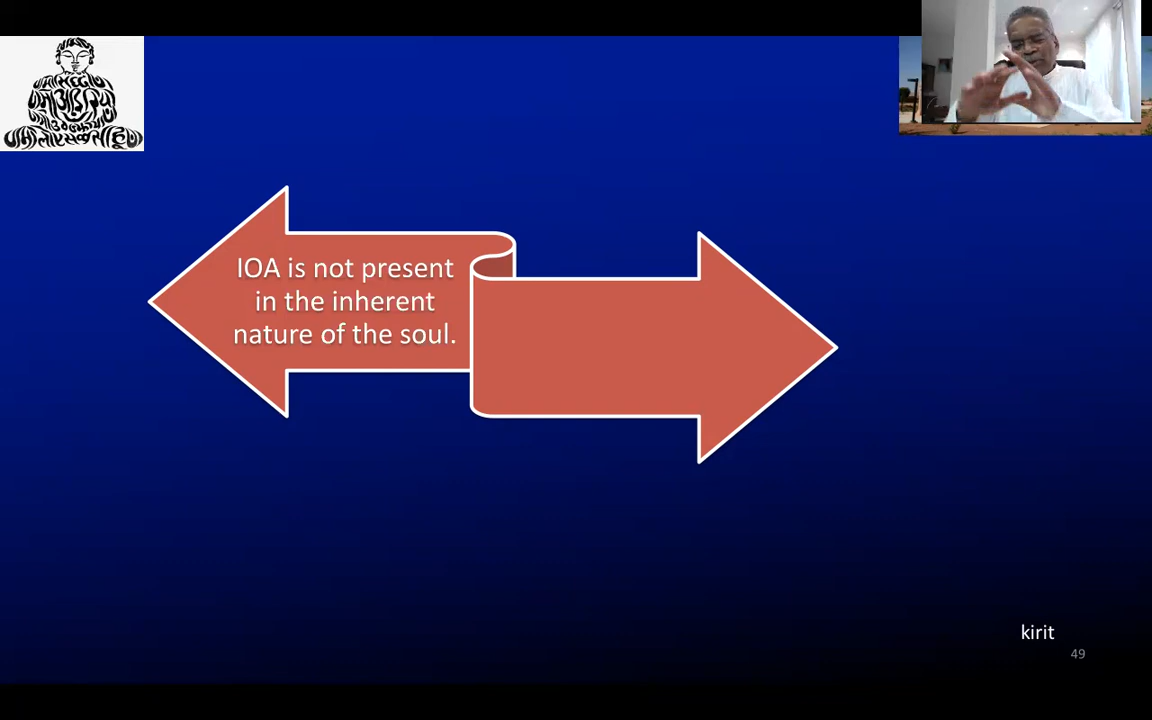 IOA is not present
in the inherent
nature of the soul.
kirit
49